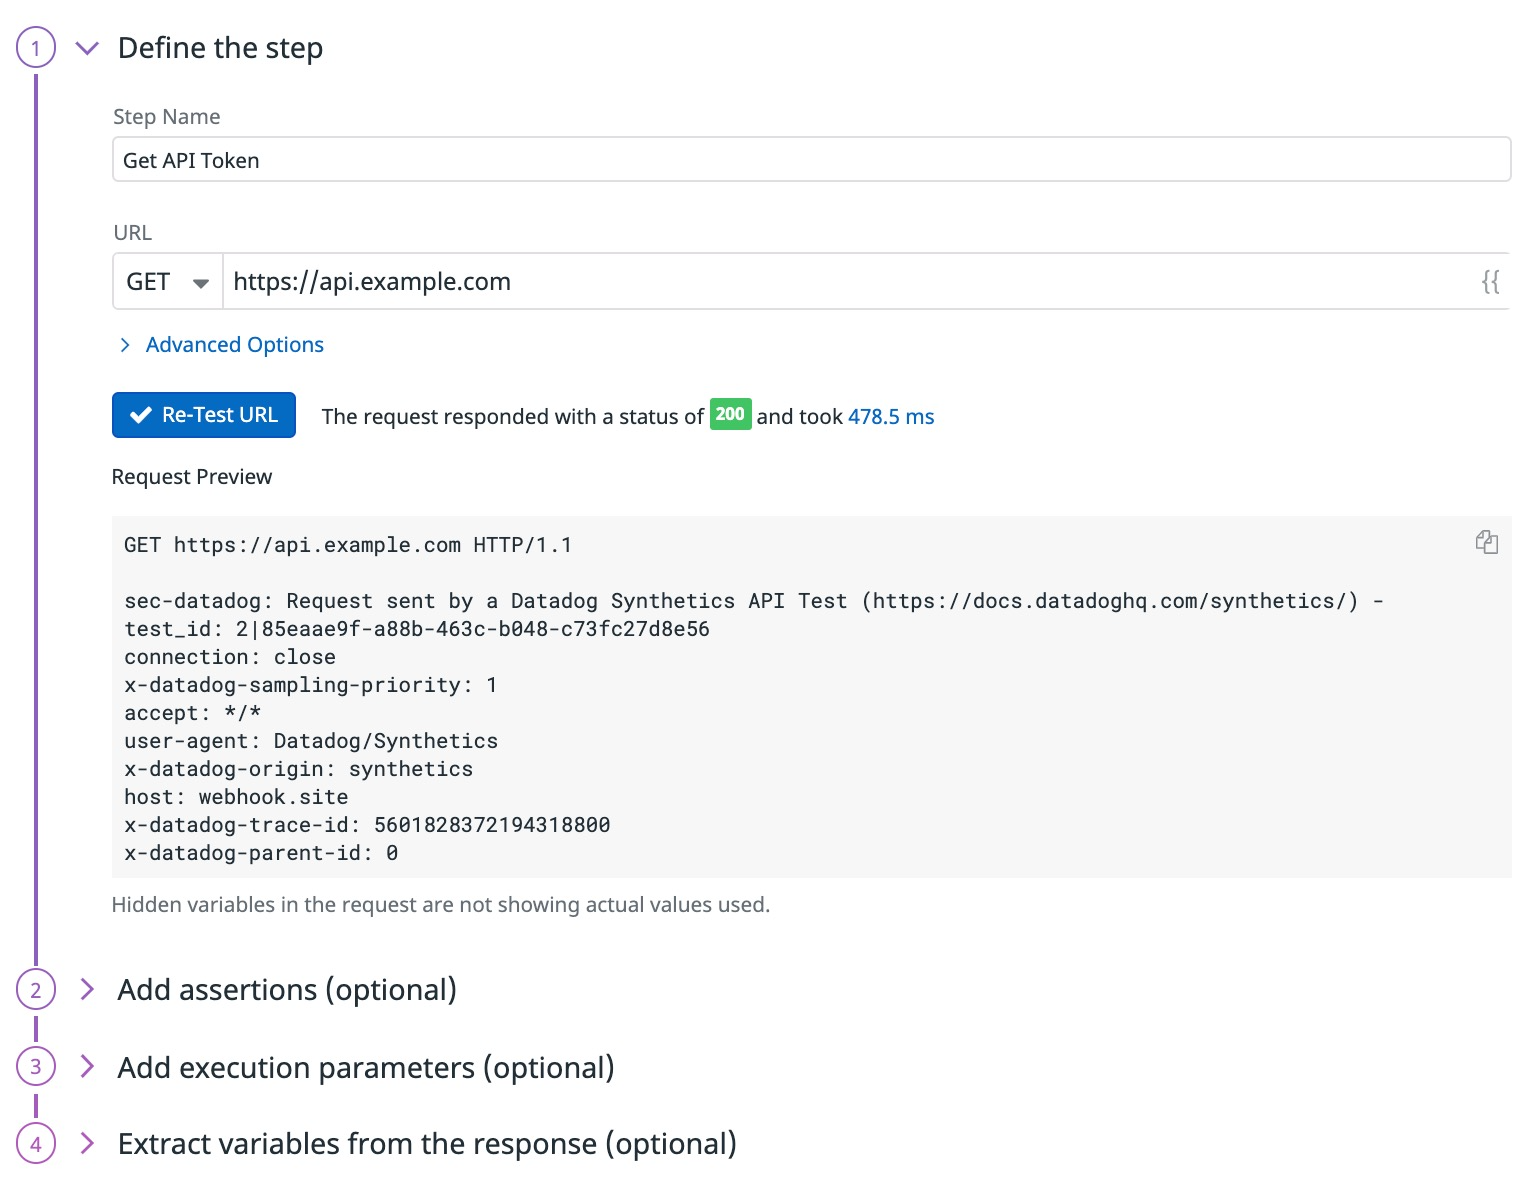 1 Define the step
Step Name
Get API Token
URL
GET https://api.example.com {{
Advanced Options
Re-Test URL The request responded with a status of 200 and took 478.5 ms
Request Preview
GET https://api.example.com HTTP/1.1
sec-datadog: Request sent by a Datadog Synthetics API Test (https://docs.datadoghq.com/synthetics/) -
test_id: 2|85eaae9f-a88b-463c-b048-c73fc27d8e56
connection: close
x-datadog-sampling-priority: 1
accept: */*
user-agent: Datadog/Synthetics
x-datadog-origin: synthetics
host: webhook.site
x-datadog-trace-id: 5601828372194318800
x-datadog-parent-id: 0
Hidden variables in the request are not showing actual values used.
2 Add assertions (optional)
3 Add execution parameters (optional)
4 Extract variables from the response (optional)